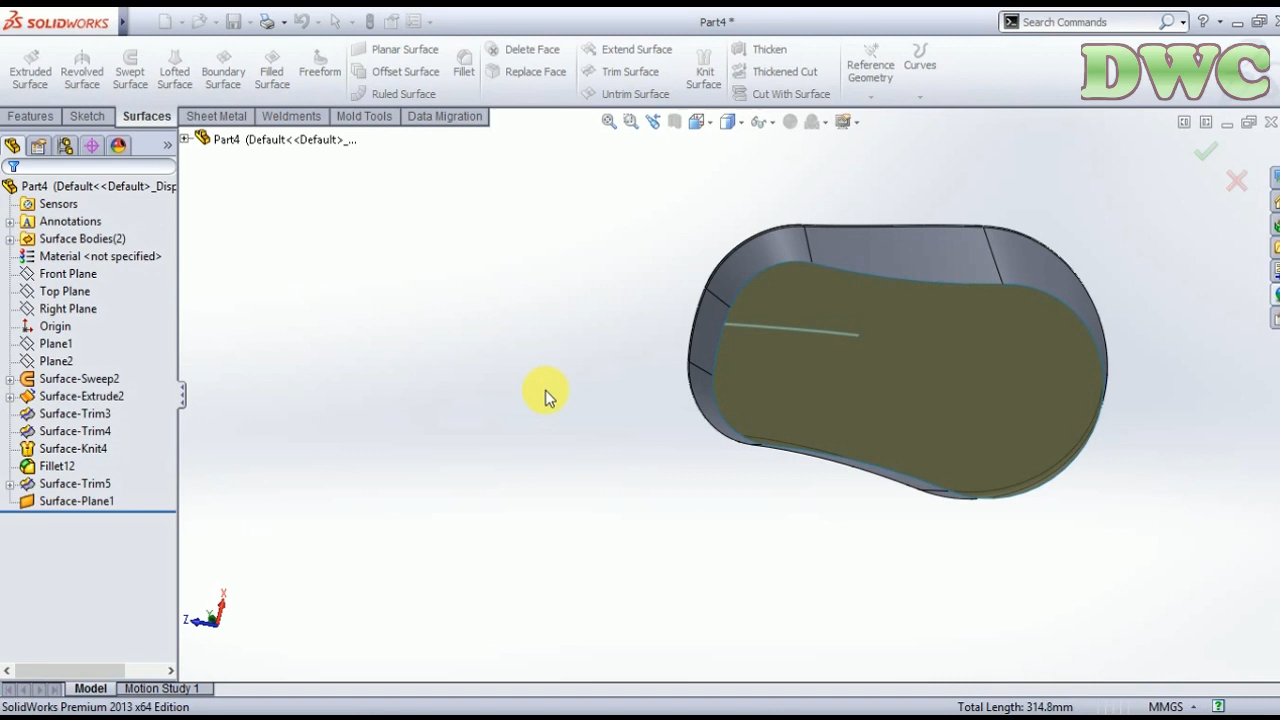 SOLIDWORKS
Part4 *
Search Commands
DWC
Extruded Surface
Revolved Surface
Swept Surface
Lofted Surface
Boundary Surface
Filled Surface
Freeform
Planar Surface
Offset Surface
Ruled Surface
Fillet
Delete Face
Replace Face
Extend Surface
Trim Surface
Untrim Surface
Knit Surface
Thicken
Thickened Cut
Cut With Surface
Reference Geometry
Curves
Features
Sketch
Surfaces
Sheet Metal
Weldments
Mold Tools
Data Migration
Part4 (Default<<Default>_...
Part4 (Default<<Default>_Disp
Sensors
Annotations
Surface Bodies(2)
Material <not specified>
Front Plane
Top Plane
Right Plane
Origin
Plane1
Plane2
Surface-Sweep2
Surface-Extrude2
Surface-Trim3
Surface-Trim4
Surface-Knit4
Fillet12
Surface-Trim5
Surface-Plane1
X
Y
Z
Model
Motion Study 1
SolidWorks Premium 2013 x64 Edition
Total Length: 314.8mm
MMGS